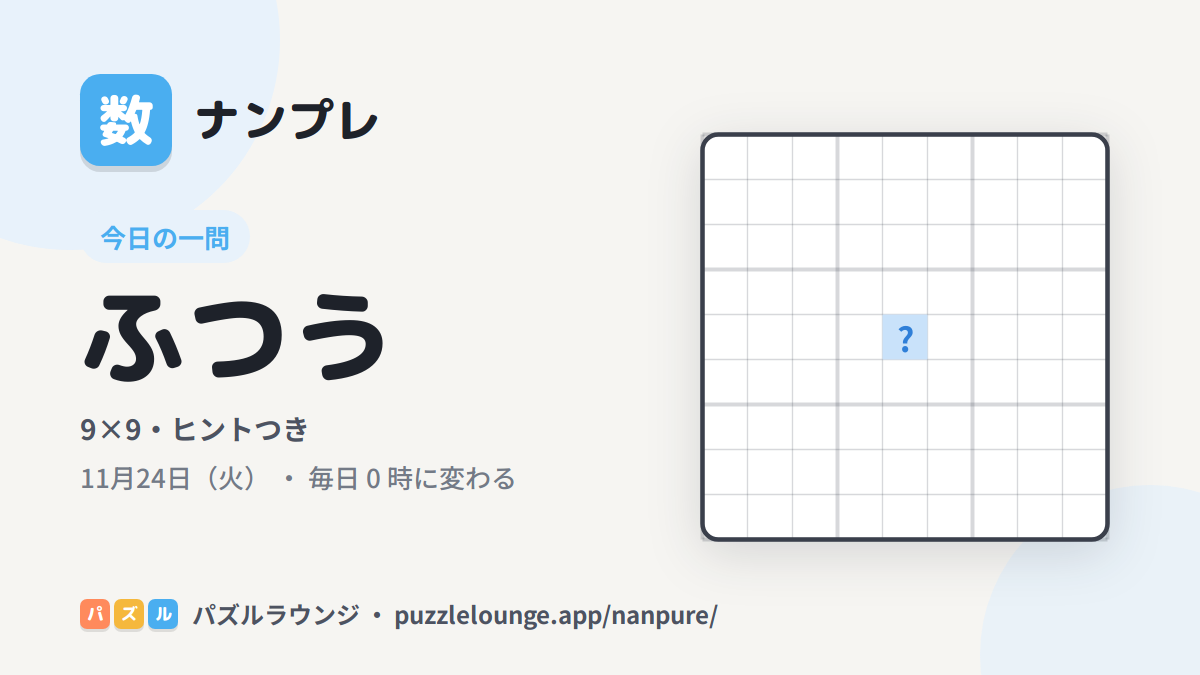 数 ナンプレ
今日の一問
ふつう
9×9・ヒントつき
11月24日（火） ・ 毎日 0 時に変わる
?
パズル パズルラウンジ ・ puzzlelounge.app/nanpure/